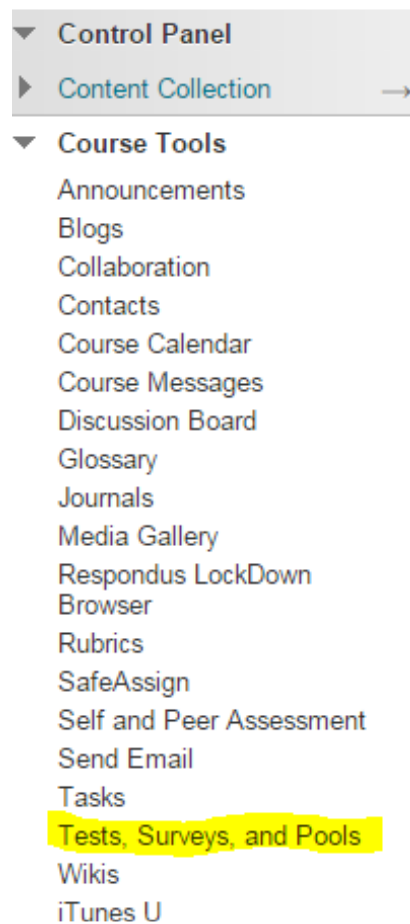 Control Panel
Content Collection
Course Tools
Announcements
Blogs
Collaboration
Contacts
Course Calendar
Course Messages
Discussion Board
Glossary
Journals
Media Gallery
Respondus LockDown
Browser
Rubrics
SafeAssign
Self and Peer Assessment
Send Email
Tasks
Tests, Surveys, and Pools
Wikis
iTunes U